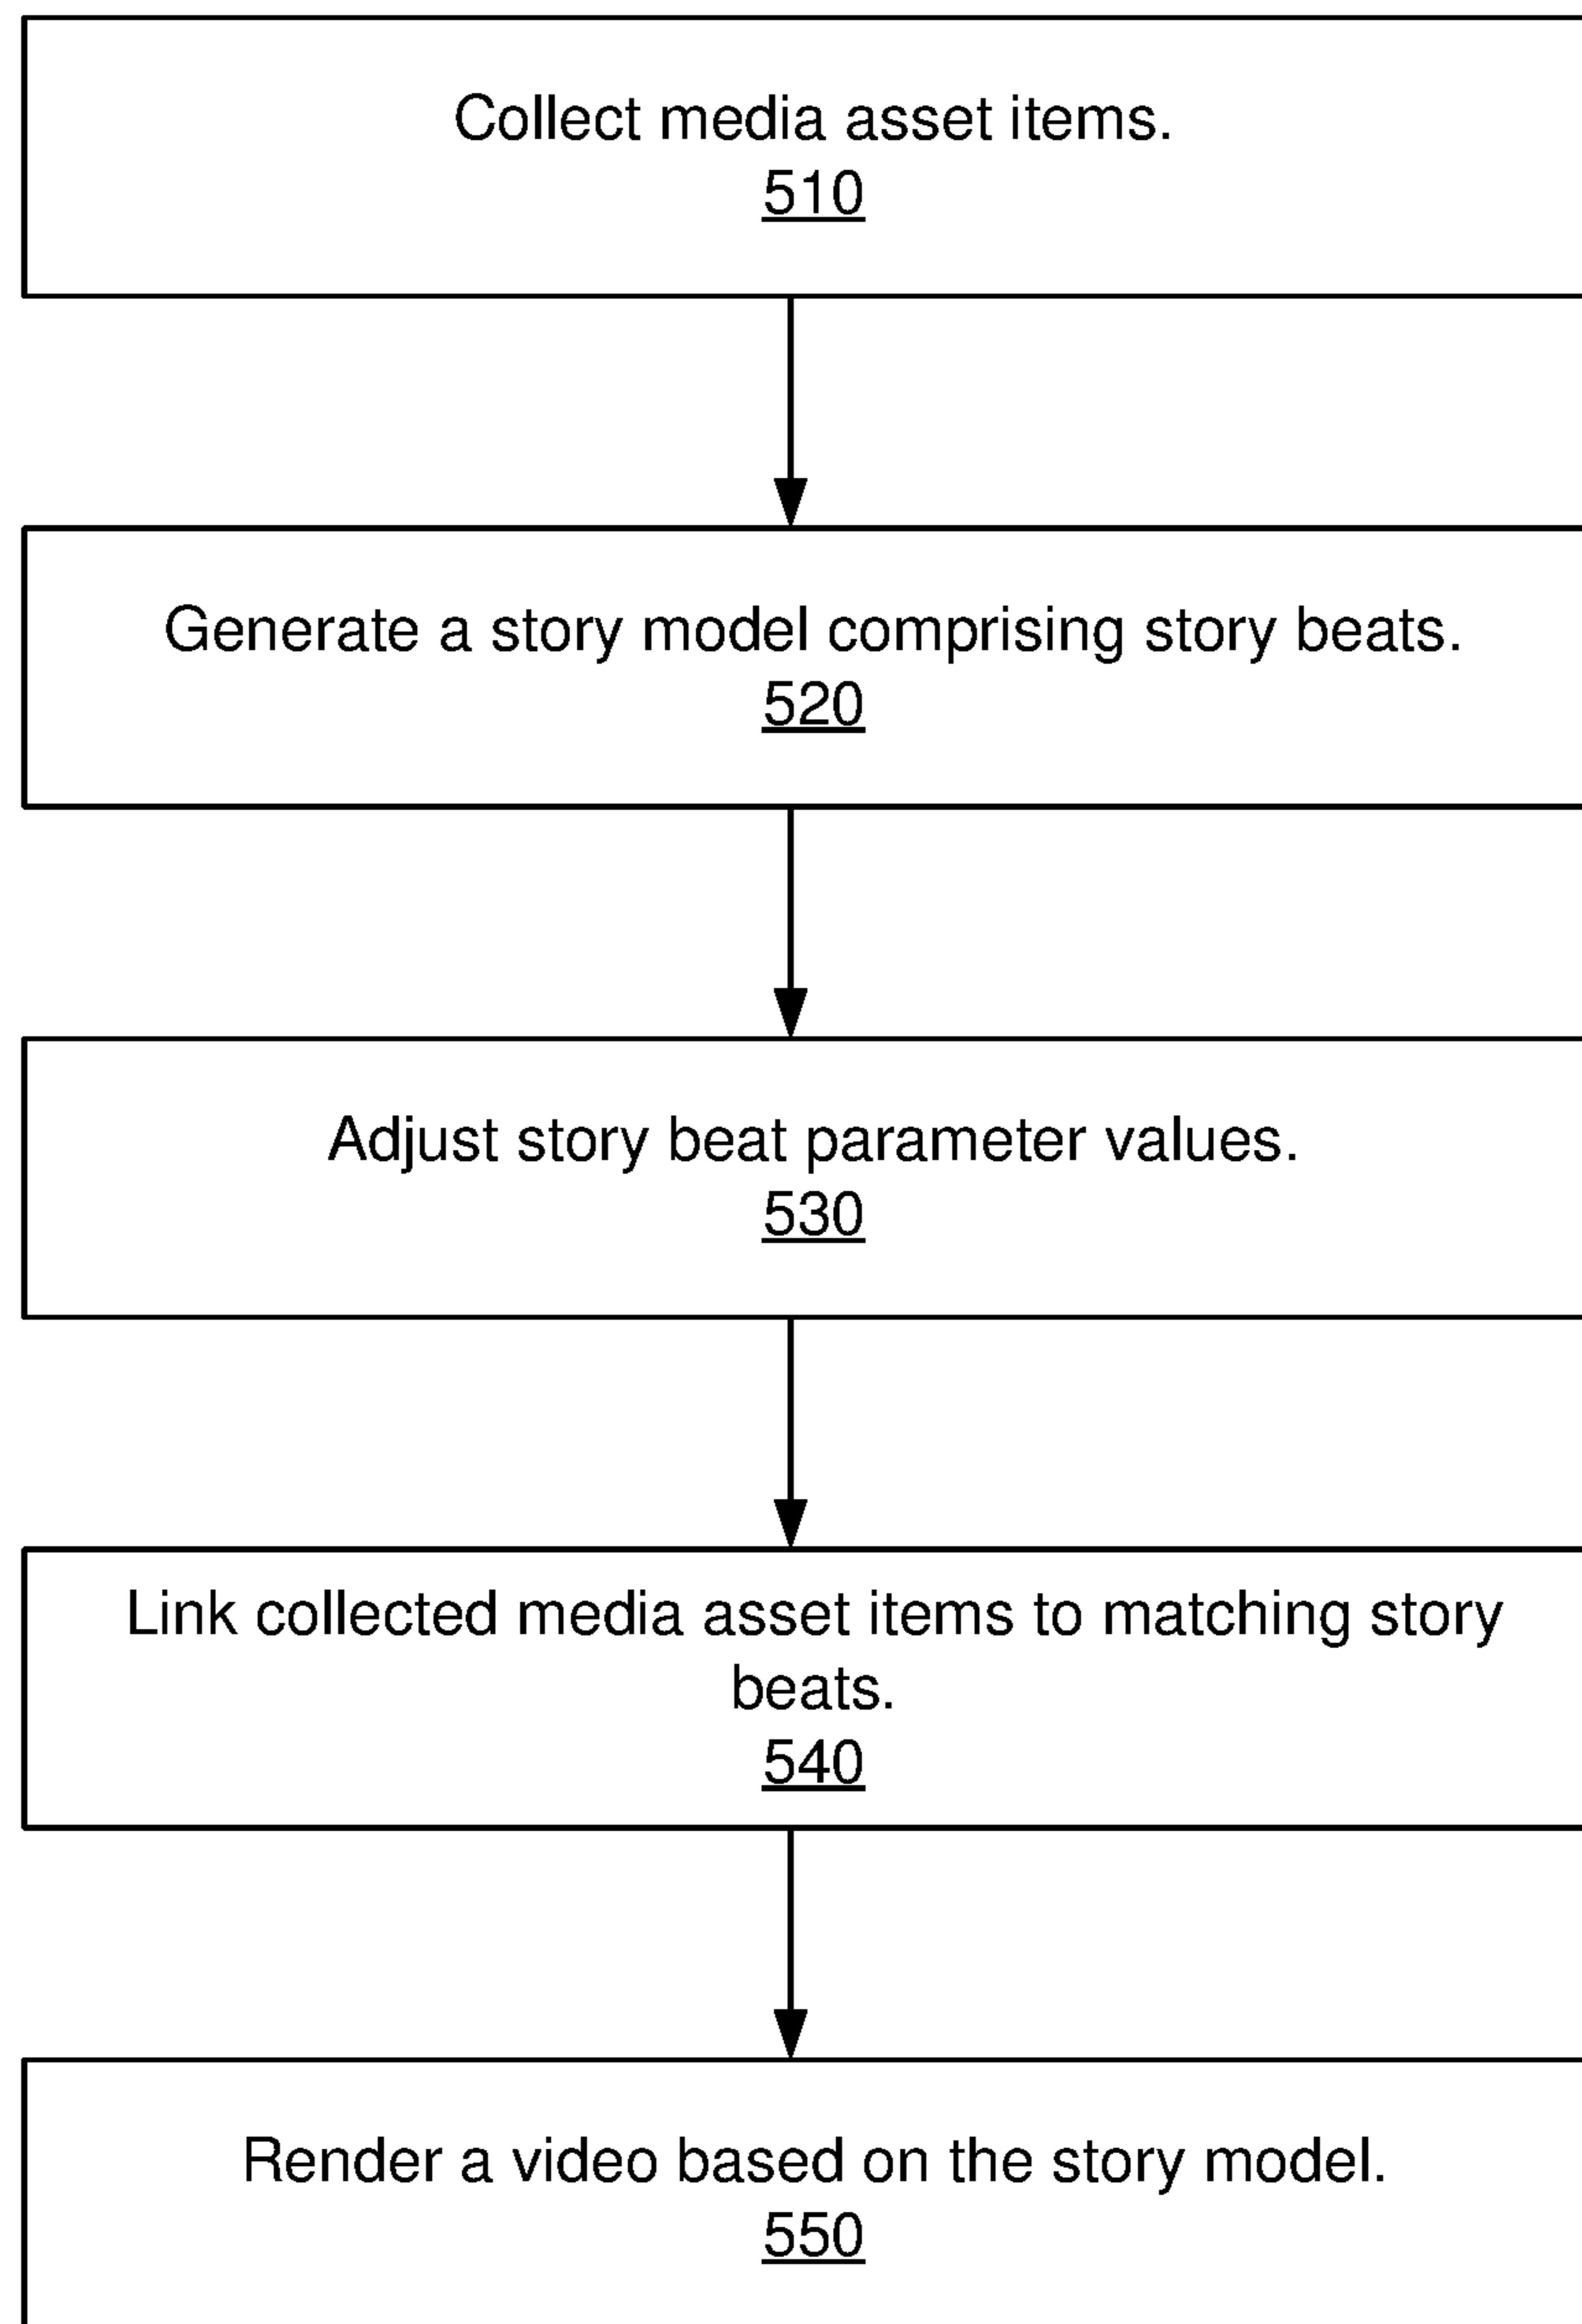 Collect media asset items.
510
Generate a story model comprising story beats.
520
Adjust story beat parameter values.
530
Link collected media asset items to matching story
beats.
540
Render a video based on the story model.
550